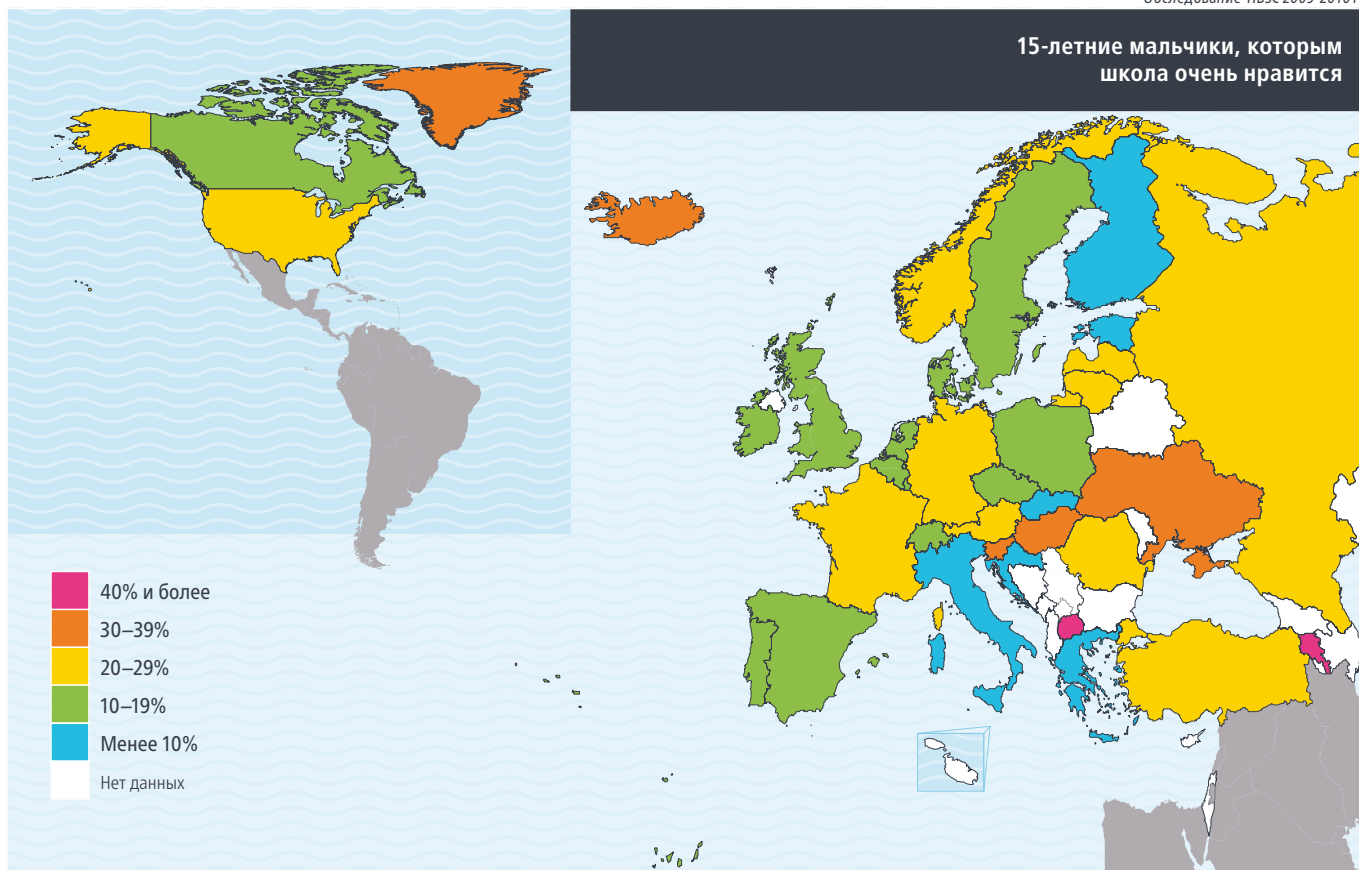 15-летние мальчики, которым
школа очень нравится
40% и более
30–39%
20–29%
10–19%
Менее 10%
Нет данных